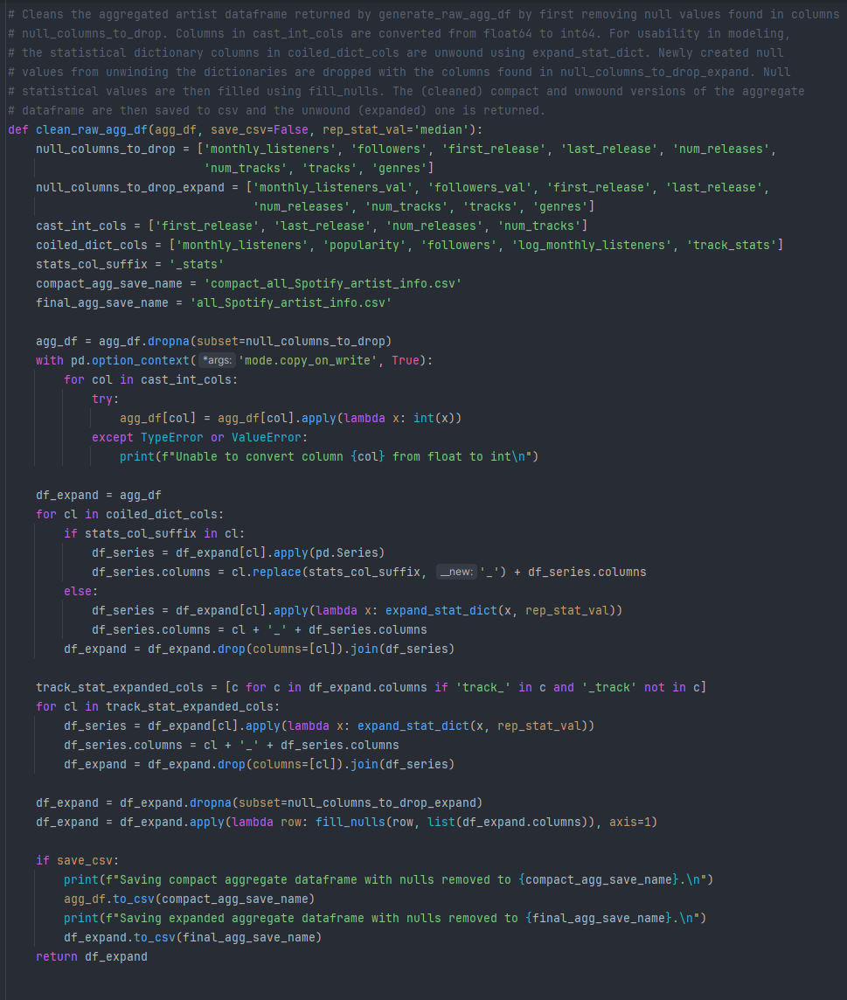 # Cleans the aggregated artist dataframe returned by generate_raw_agg_df by first removing null values found in columns
# null_columns_to_drop. Columns in cast_int_cols are converted from float64 to int64. For usability in modeling,
# the statistical dictionary columns in coiled_dict_cols are unwound using expand_stat_dict. Newly created null
# values from unwinding the dictionaries are dropped with the columns found in null_columns_to_drop_expand. Null
# statistical values are then filled using fill_nulls. The (cleaned) compact and unwound versions of the aggregate
# dataframe are then saved to csv and the unwound (expanded) one is returned.
def clean_raw_agg_df(agg_df, save_csv=False, rep_stat_val='median'):
    null_columns_to_drop = ['monthly_listeners', 'followers', 'first_release', 'last_release', 'num_releases',
                            'num_tracks', 'tracks', 'genres']
    null_columns_to_drop_expand = ['monthly_listeners_val', 'followers_val', 'first_release', 'last_release',
                                   'num_releases', 'num_tracks', 'tracks', 'genres']
    cast_int_cols = ['first_release', 'last_release', 'num_releases', 'num_tracks']
    coiled_dict_cols = ['monthly_listeners', 'popularity', 'followers', 'log_monthly_listeners', 'track_stats']
    stats_col_suffix = '_stats'
    compact_agg_save_name = 'compact_all_Spotify_artist_info.csv'
    final_agg_save_name = 'all_Spotify_artist_info.csv'

    agg_df = agg_df.dropna(subset=null_columns_to_drop)
    with pd.option_context( *args: 'mode.copy_on_write', True):
        for col in cast_int_cols:
            try:
                agg_df[col] = agg_df[col].apply(lambda x: int(x))
            except TypeError or ValueError:
                print(f"Unable to convert column {col} from float to int\n")

    df_expand = agg_df
    for cl in coiled_dict_cols:
        if stats_col_suffix in cl:
            df_series = df_expand[cl].apply(pd.Series)
            df_series.columns = cl.replace(stats_col_suffix, __new: '_') + df_series.columns
        else:
            df_series = df_expand[cl].apply(lambda x: expand_stat_dict(x, rep_stat_val))
            df_series.columns = cl + '_' + df_series.columns
        df_expand = df_expand.drop(columns=[cl]).join(df_series)

    track_stat_expanded_cols = [c for c in df_expand.columns if 'track_' in c and '_track' not in c]
    for cl in track_stat_expanded_cols:
        df_series = df_expand[cl].apply(lambda x: expand_stat_dict(x, rep_stat_val))
        df_series.columns = cl + '_' + df_series.columns
        df_expand = df_expand.drop(columns=[cl]).join(df_series)

    df_expand = df_expand.dropna(subset=null_columns_to_drop_expand)
    df_expand = df_expand.apply(lambda row: fill_nulls(row, list(df_expand.columns)), axis=1)

    if save_csv:
        print(f"Saving compact aggregate dataframe with nulls removed to {compact_agg_save_name}.\n")
        agg_df.to_csv(compact_agg_save_name)
        print(f"Saving expanded aggregate dataframe with nulls removed to {final_agg_save_name}.\n")
        df_expand.to_csv(final_agg_save_name)
    return df_expand